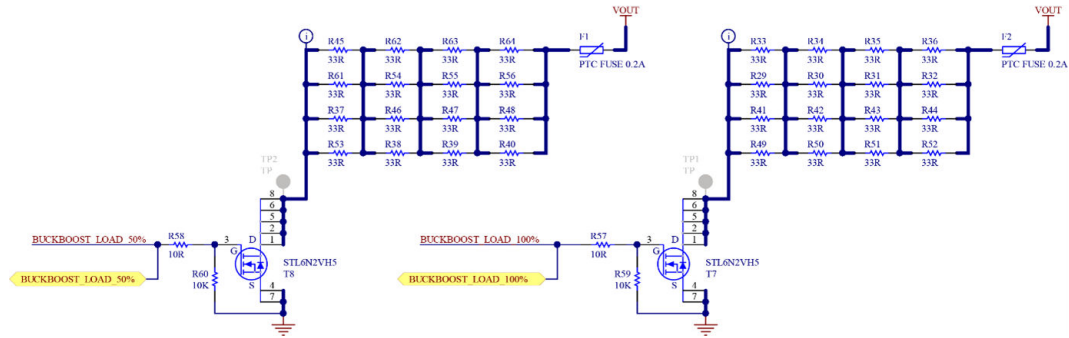 VOUT
VOUT
i
R45
R62
R63
R64
F1
33R
33R
33R
33R
PTC FUSE 0.2A
R61
R54
R55
R56
33R
33R
33R
33R
R37
R46
R47
R48
33R
33R
33R
33R
R53
R38
R39
R40
33R
33R
33R
33R
TP2
TP
8
6
5
2
1
BUCKBOOST_LOAD_50%
R58
10R
3
D
G
S
STL6N2VH5
T8
BUCKBOOST_LOAD_50%
R60
10K
4
7
i
R33
R34
R35
R36
F2
33R
33R
33R
33R
PTC FUSE 0.2A
R29
R30
R31
R32
33R
33R
33R
33R
R41
R42
R43
R44
33R
33R
33R
33R
R49
R50
R51
R52
33R
33R
33R
33R
TP
8
6
5
2
1
BUCKBOOST_LOAD_100%
R57
10R
3
D
G
S
STL6N2VH5
T7
BUCKBOOST_LOAD_100%
R59
10K
4
7